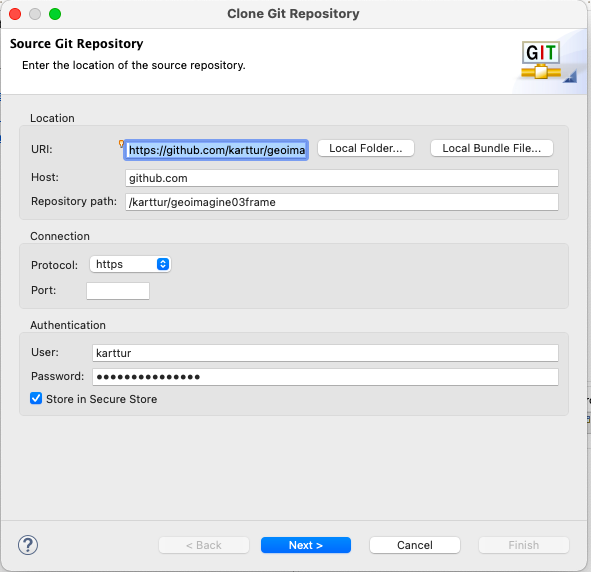 Clone Git Repository
Source Git Repository
Enter the location of the source repository.
GIT
Location
URI: https://github.com/karttur/geoima Local Folder... Local Bundle File...
Host: github.com
Repository path: /karttur/geoimagine03frame
Connection
Protocol: https
Port:
Authentication
User: karttur
Password: ●●●●●●●●●●●●●●●
Store in Secure Store
? < Back Next > Cancel Finish